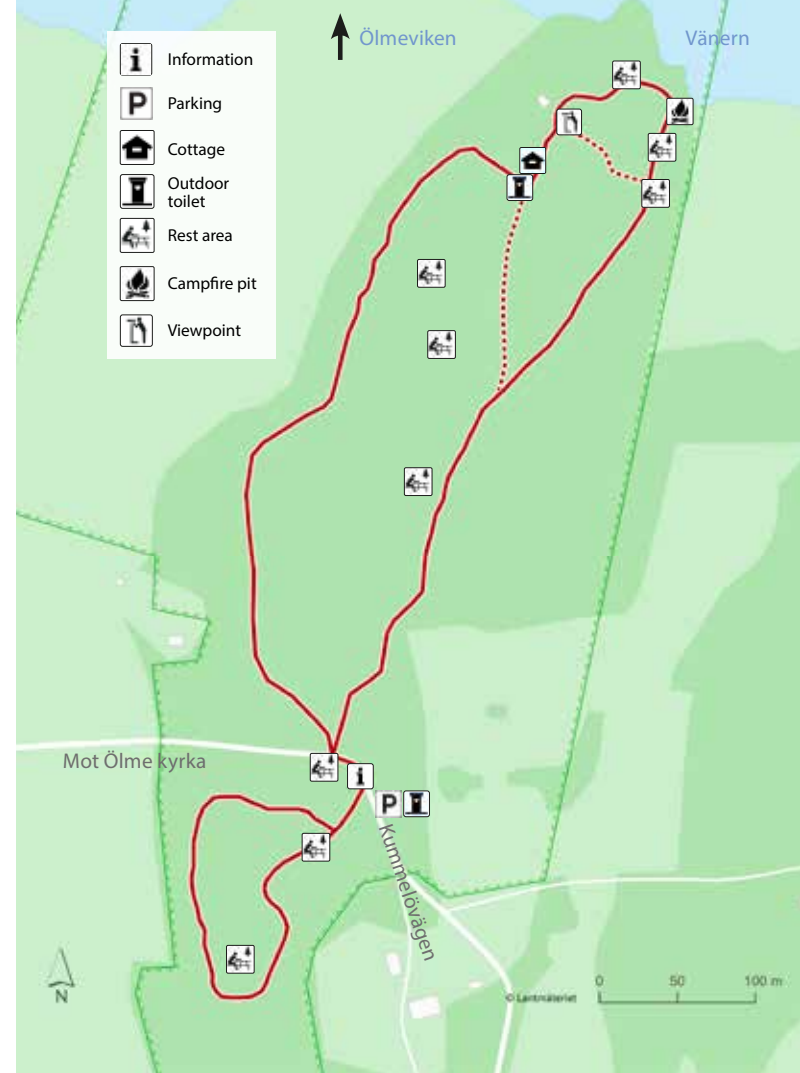 Ölmeviken
Vänern
i Information
P Parking
Cottage
Outdoor
toilet
Rest area
Campfire pit
Viewpoint
Mot Ölme kyrka
i
P
Kummelövägen
N
0 50 100 m
© Lantmäteriet